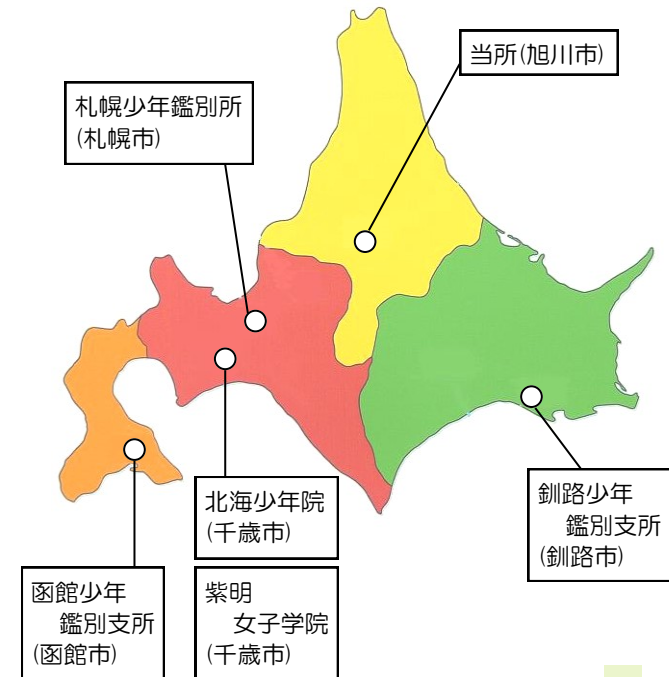 当所(旭川市)
札幌少年鑑別所
(札幌市)
北海少年院
(千歳市)
釧路少年
鑑別支所
(釧路市)
函館少年
鑑別支所
(函館市)
紫明
女子学院
(千歳市)